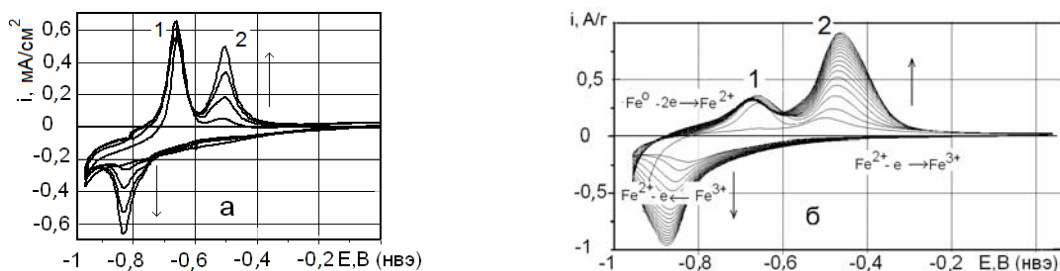 i, мА/см²
0,6
0,4
0,2
0
-0,2
-0,4
-0,6
1
2
а
-1
-0,8
-0,6
-0,4
-0,2 Е,В (нвэ)
i, А/г
0,5
0
-0,5
-1
1
2
Fe⁰ -2e → Fe²⁺
Fe²⁺- e → Fe³⁺
Fe²⁺- e ← Fe³⁺
б
-1
-0,8
-0,6
-0,4
-0,2
Е,В (нвэ)